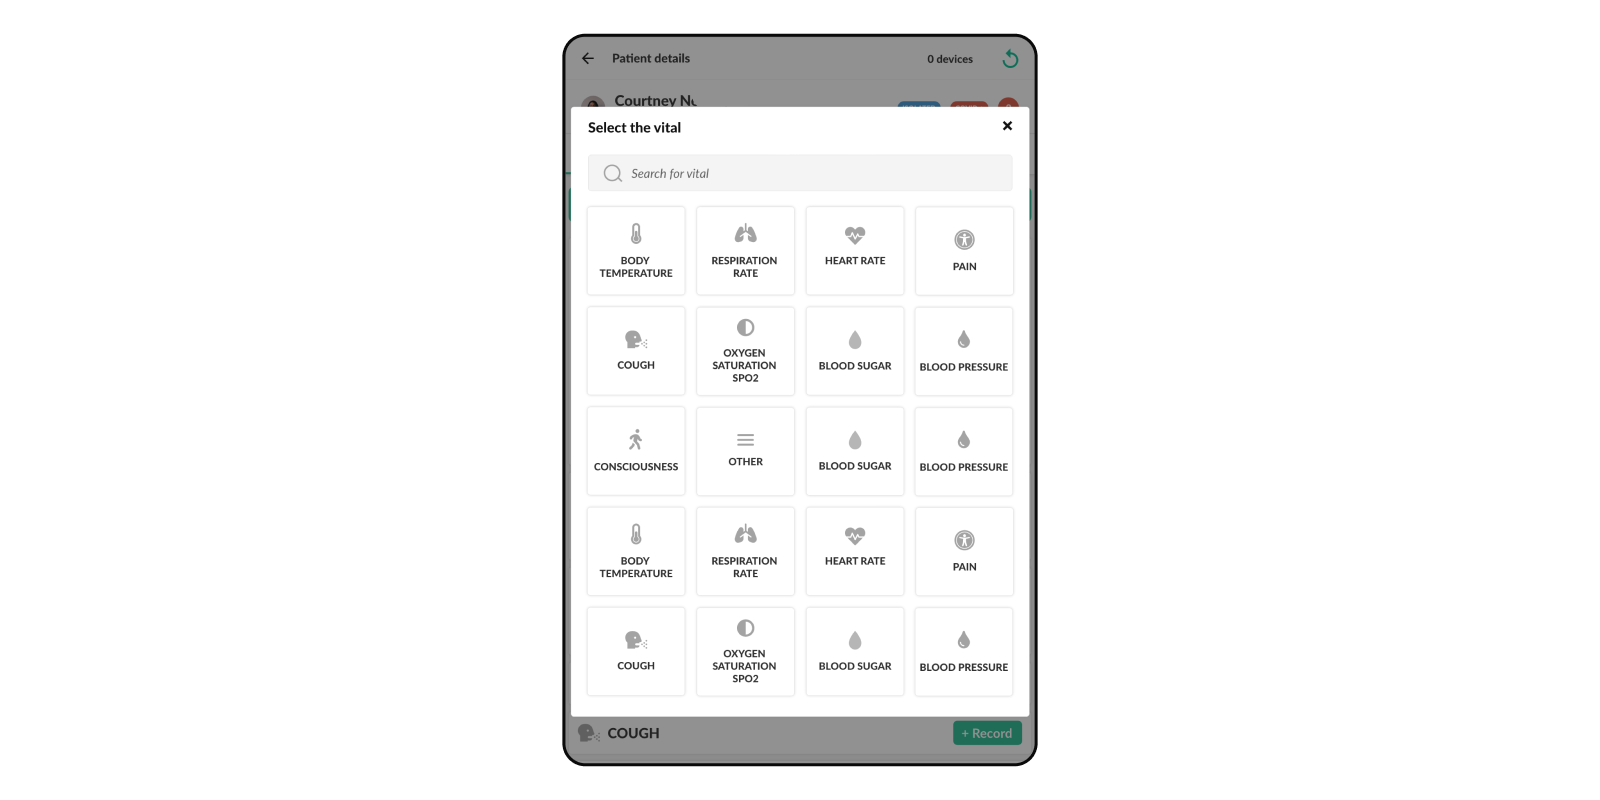 Patient details
0 devices
Courtney
Select the vital
Search for vital
BODY
TEMPERATURE
RESPIRATION
RATE
HEART RATE
PAIN
COUGH
OXYGEN
SATURATION
SPO2
BLOOD SUGAR
BLOOD PRESSURE
CONSCIOUSNESS
OTHER
BLOOD SUGAR
BLOOD PRESSURE
BODY
TEMPERATURE
RESPIRATION
RATE
HEART RATE
PAIN
COUGH
OXYGEN
SATURATION
SPO2
BLOOD SUGAR
BLOOD PRESSURE
COUGH
+ Record